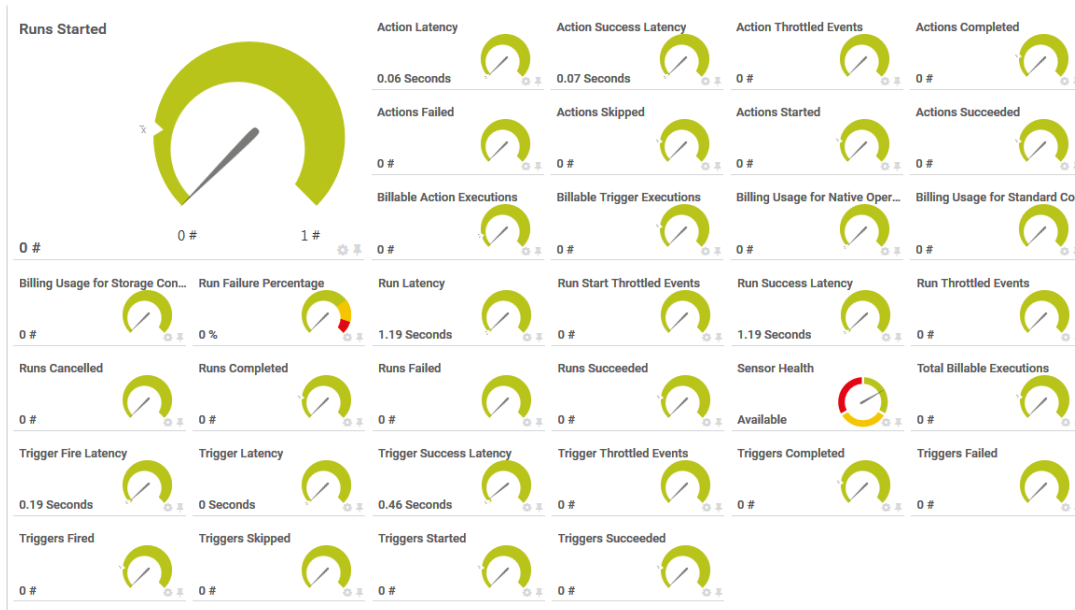 Runs Started
0 #
1 #
0 #
Action Latency
0.06 Seconds
Action Success Latency
0.07 Seconds
Action Throttled Events
0 #
Actions Completed
0 #
Actions Failed
0 #
Actions Skipped
0 #
Actions Started
0 #
Actions Succeeded
0 #
Billable Action Executions
0 #
Billable Trigger Executions
0 #
Billing Usage for Native Oper...
0 #
Billing Usage for Standard Co
0 #
Billing Usage for Storage Con...
0 #
Run Failure Percentage
0 %
Run Latency
1.19 Seconds
Run Start Throttled Events
0 #
Run Success Latency
1.19 Seconds
Run Throttled Events
0 #
Runs Cancelled
0 #
Runs Completed
0 #
Runs Failed
0 #
Runs Succeeded
0 #
Sensor Health
Available
Total Billable Executions
0 #
Trigger Fire Latency
0.19 Seconds
Trigger Latency
0 Seconds
Trigger Success Latency
0.46 Seconds
Trigger Throttled Events
0 #
Triggers Completed
0 #
Triggers Failed
0 #
Triggers Fired
0 #
Triggers Skipped
0 #
Triggers Started
0 #
Triggers Succeeded
0 #